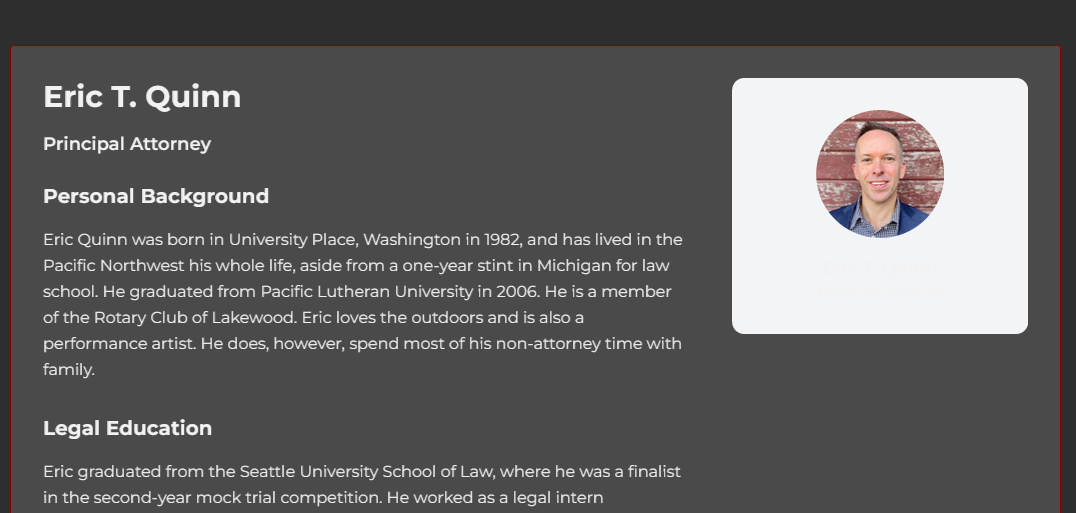 Eric T. Quinn
Principal Attorney
Personal Background
Eric Quinn was born in University Place, Washington in 1982, and has lived in the
Pacific Northwest his whole life, aside from a one-year stint in Michigan for law
school. He graduated from Pacific Lutheran University in 2006. He is a member
of the Rotary Club of Lakewood. Eric loves the outdoors and is also a
performance artist. He does, however, spend most of his non-attorney time with
family.
Legal Education
Eric graduated from the Seattle University School of Law, where he was a finalist
in the second-year mock trial competition. He worked as a legal intern
Eric T. Quinn